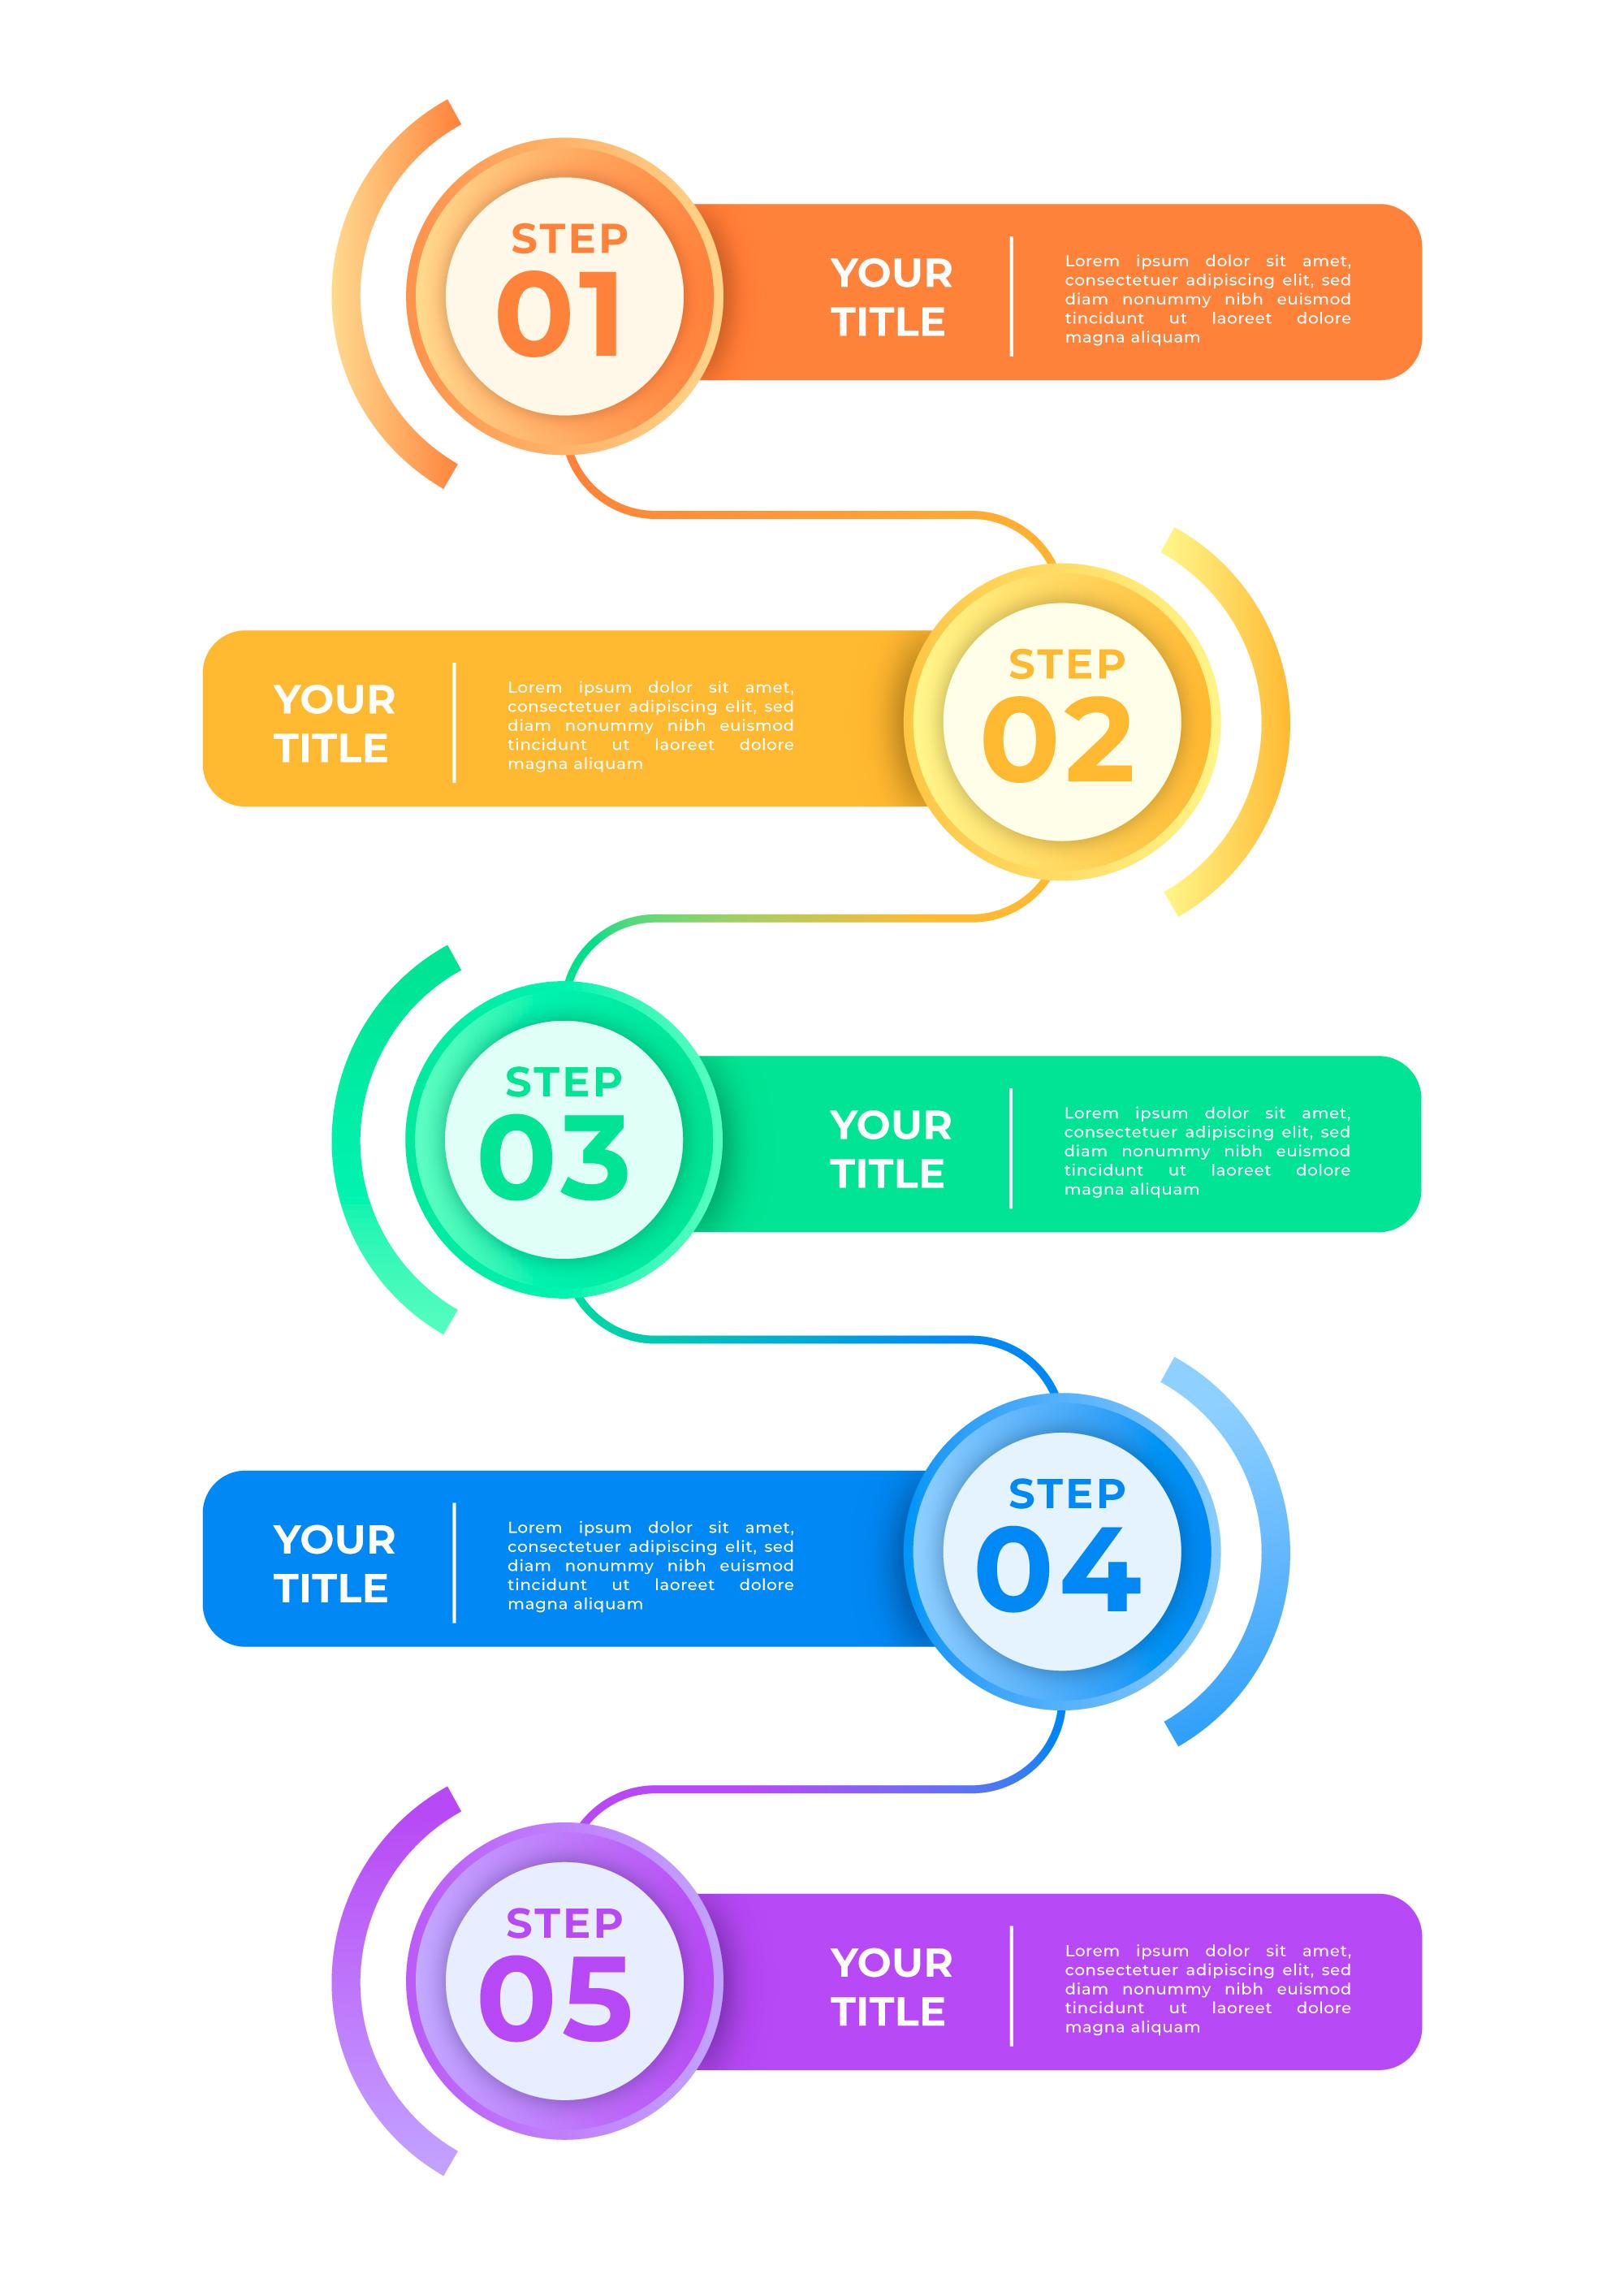 STEP
01
YOUR
TITLE
Lorem ipsum dolor sit amet,
consectetuer adipiscing elit, sed
diam nonummy nibh euismod
tincidunt ut laoreet dolore
magna aliquam
STEP
02
YOUR
TITLE
Lorem ipsum dolor sit amet,
consectetuer adipiscing elit, sed
diam nonummy nibh euismod
tincidunt ut laoreet dolore
magna aliquam
STEP
03
YOUR
TITLE
Lorem ipsum dolor sit amet,
consectetuer adipiscing elit, sed
diam nonummy nibh euismod
tincidunt ut laoreet dolore
magna aliquam
STEP
04
YOUR
TITLE
Lorem ipsum dolor sit amet,
consectetuer adipiscing elit, sed
diam nonummy nibh euismod
tincidunt ut laoreet dolore
magna aliquam
STEP
05
YOUR
TITLE
Lorem ipsum dolor sit amet,
consectetuer adipiscing elit, sed
diam nonummy nibh euismod
tincidunt ut laoreet dolore
magna aliquam